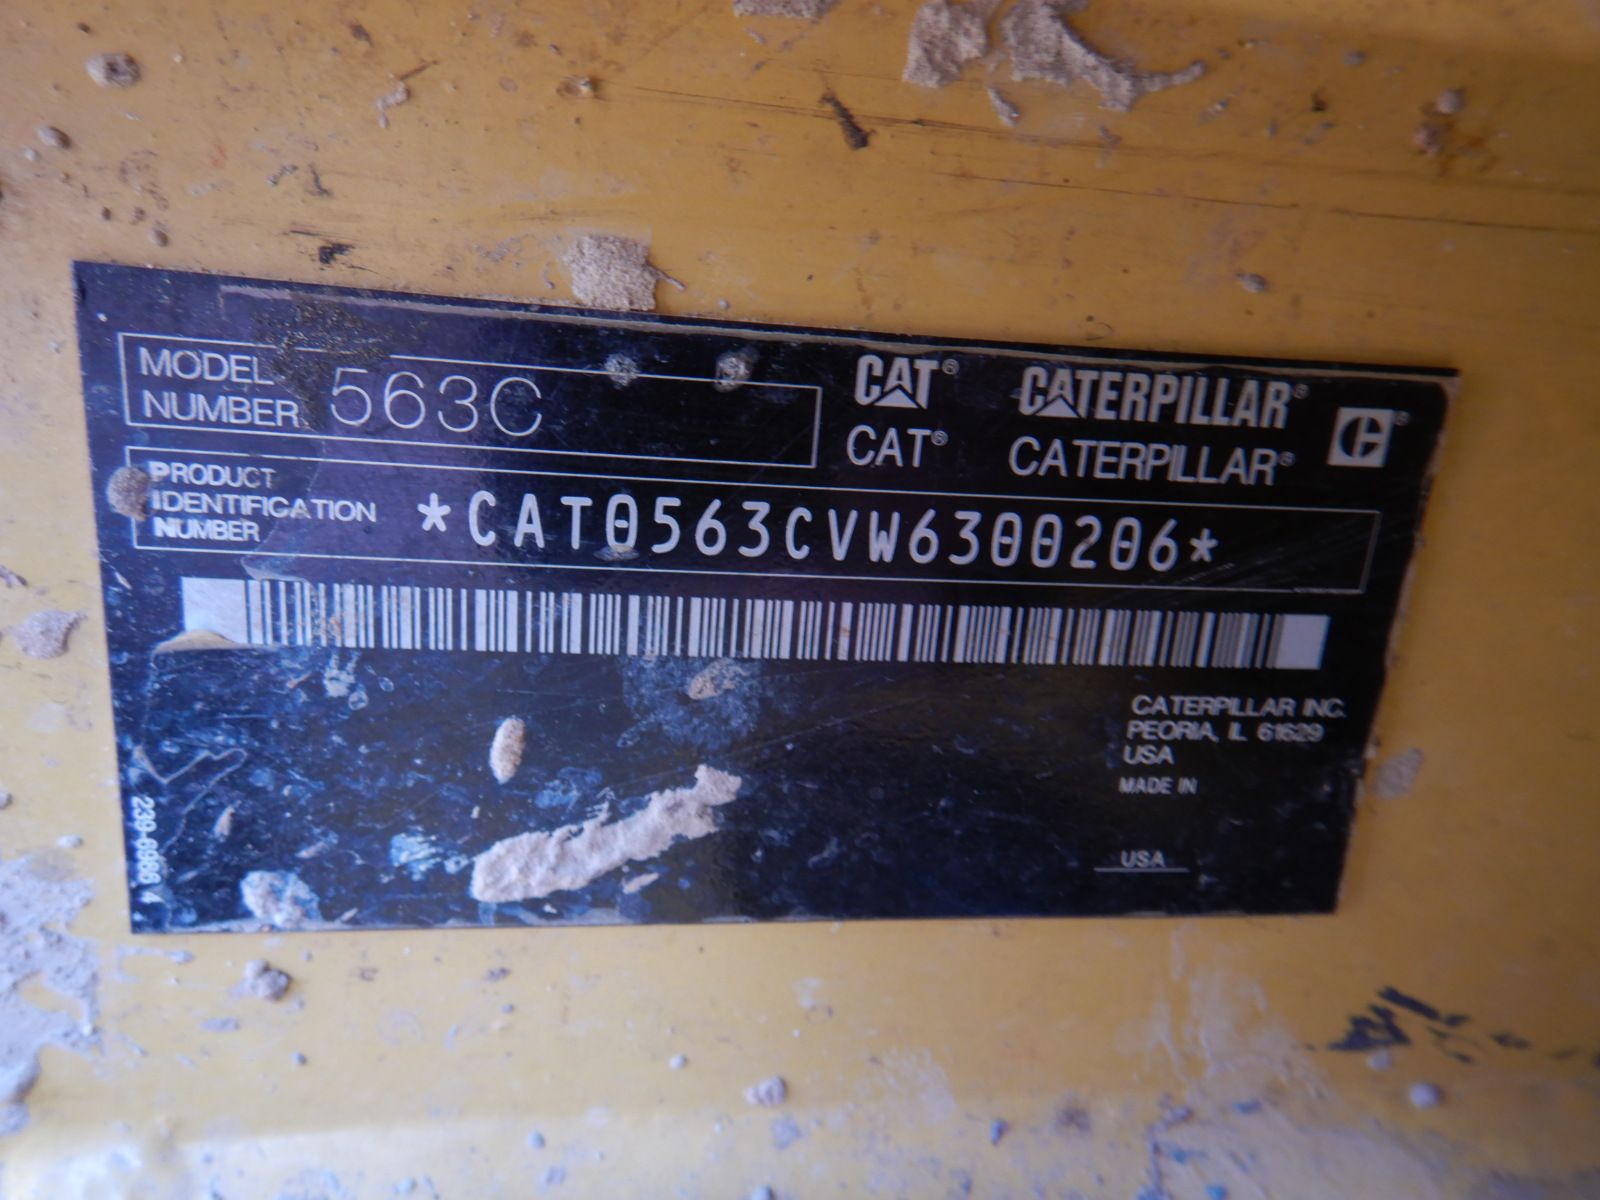 MODEL
NUMBER 563C
CAT® CATERPILLAR® C®
CAT® CATERPILLAR®
PRODUCT
IDENTIFICATION
NUMBER
*CAT0563CVW6300206*
CATERPILLAR INC.
PEORIA, IL 61629
USA
MADE IN
USA